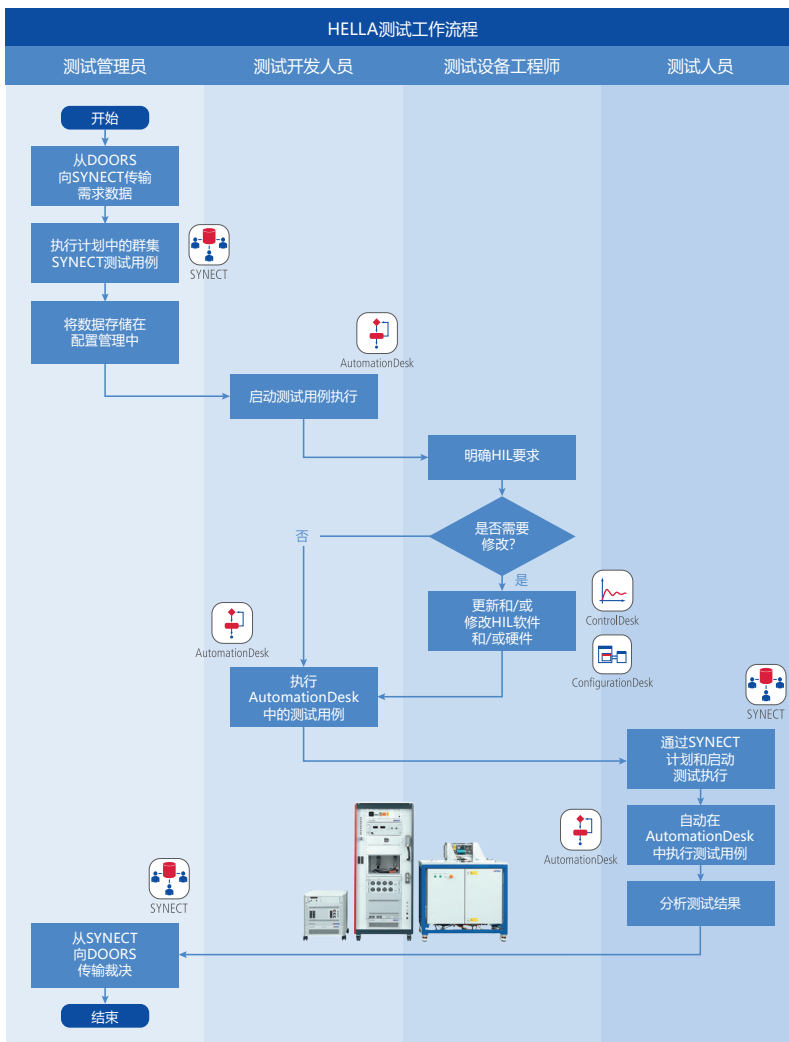 HELLA测试工作流程
测试管理员
测试开发人员
测试设备工程师
测试人员
开始
从DOORS
向SYNECT传输
需求数据
执行计划中的群集
SYNECT测试用例
SYNECT
将数据存储在
配置管理中
AutomationDesk
启动测试用例执行
明确HIL要求
是否需要
修改?
否
是
更新和/或
修改HIL软件
和/或硬件
ControlDesk
ConfigurationDesk
AutomationDesk
执行
AutomationDesk
中的测试用例
SYNECT
通过SYNECT
计划和启动
测试执行
自动在
AutomationDesk
中执行测试用例
AutomationDesk
分析测试结果
SYNECT
从SYNECT
向DOORS
传输裁决
结束